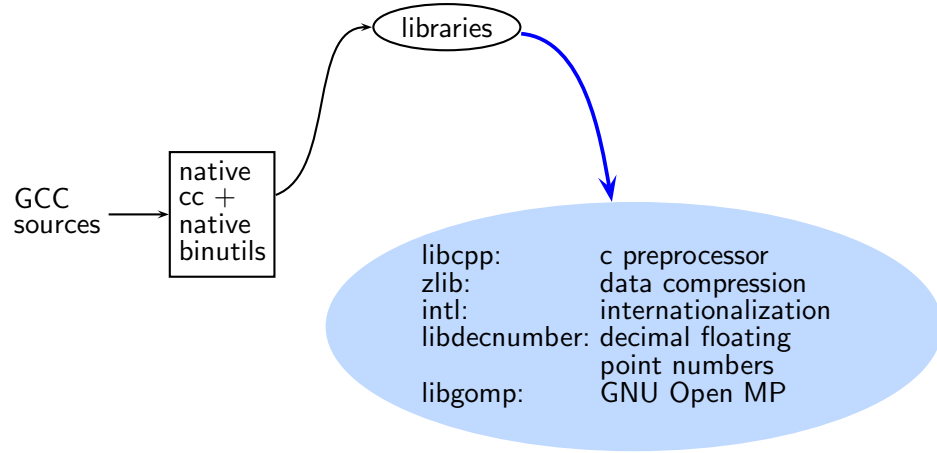 libraries
GCC
sources
native
cc +
native
binutils
libcpp: c preprocessor
zlib: data compression
intl: internationalization
libdecnumber: decimal floating
point numbers
libgomp: GNU Open MP